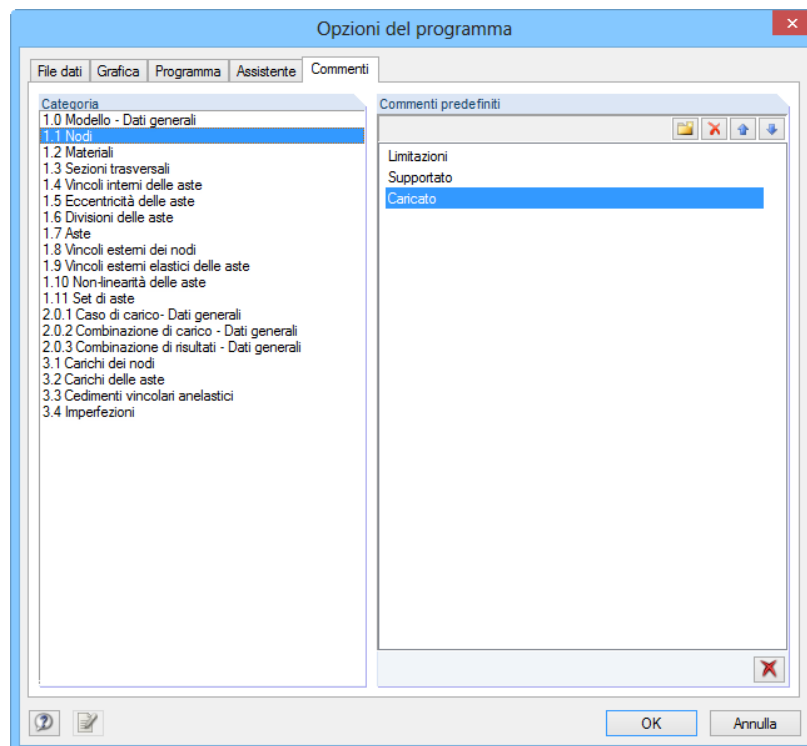 Opzioni del programma
File dati Grafica Programma Assistente Commenti
Categoria
1.0 Modello - Dati generali
1.1 Nodi
1.2 Materiali
1.3 Sezioni trasversali
1.4 Vincoli interni delle aste
1.5 Eccentricità delle aste
1.6 Divisioni delle aste
1.7 Aste
1.8 Vincoli esterni dei nodi
1.9 Vincoli esterni elastici delle aste
1.10 Non-linearità delle aste
1.11 Set di aste
2.0.1 Caso di carico- Dati generali
2.0.2 Combinazione di carico - Dati generali
2.0.3 Combinazione di risultati - Dati generali
3.1 Carichi dei nodi
3.2 Carichi delle aste
3.3 Cedimenti vincolari anelastici
3.4 Imperfezioni
Commenti predefiniti
Limitazioni
Supportato
Caricato
OK Annulla